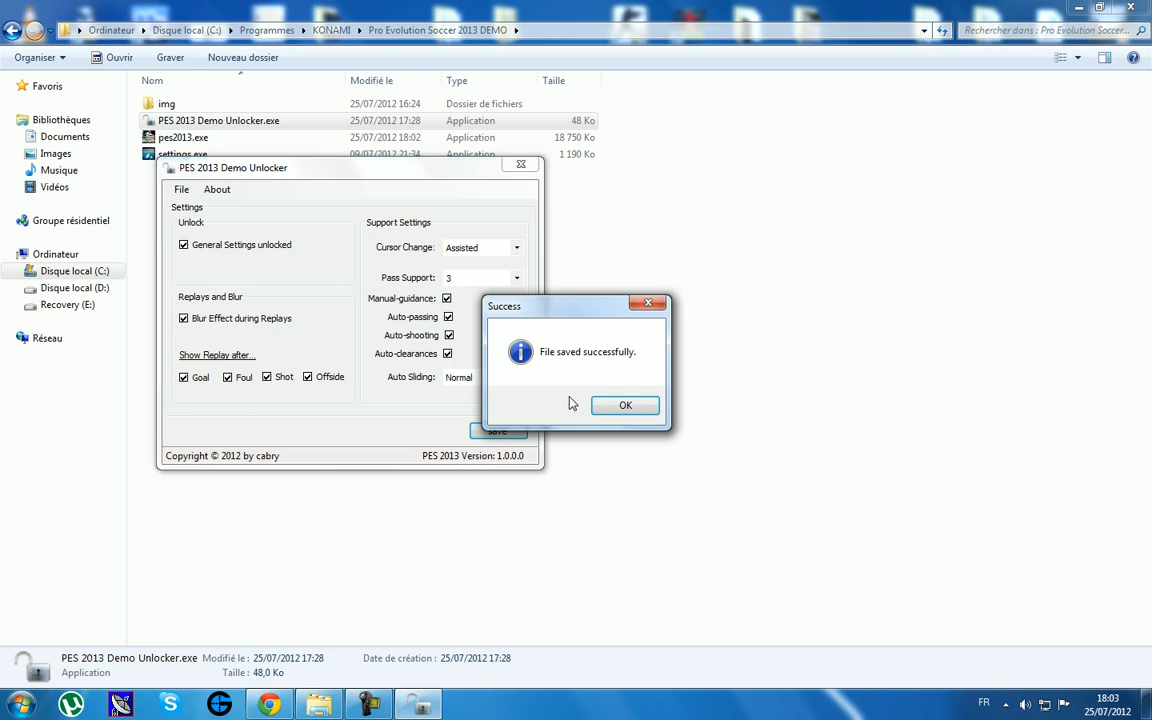 Ordinateur ▸ Disque local (C:) ▸ Programmes ▸ KONAMI ▸ Pro Evolution Soccer 2013 DEMO ▸
Rechercher dans : Pro Evolution Soccer...
Organiser Ouvrir Graver Nouveau dossier
Nom Modifié le Type Taille
Favoris
Bibliothèques
Documents
Images
Musique
Vidéos
Groupe résidentiel
Ordinateur
Disque local (C:)
Disque local (D:)
Recovery (E:)
Réseau
img 25/07/2012 16:24 Dossier de fichiers
PES 2013 Demo Unlocker.exe 25/07/2012 17:28 Application 48 Ko
pes2013.exe 25/07/2012 18:02 Application 18 750 Ko
settings.exe 09/07/2012 21:34 Application 1 190 Ko
PES 2013 Demo Unlocker
File About
Settings
Unlock
General Settings unlocked
Replays and Blur
Blur Effect during Replays
Show Replay after...
Goal Foul Shot Offside
Support Settings
Cursor Change: Assisted
Pass Support: 3
Manual-guidance:
Auto-passing
Auto-shooting
Auto-clearances
Auto Sliding: Normal
Copyright © 2012 by cabry PES 2013 Version: 1.0.0.0
Success
File saved successfully.
OK
PES 2013 Demo Unlocker.exe Modifié le : 25/07/2012 17:28 Date de création : 25/07/2012 17:28
Application Taille : 48,0 Ko
FR
18:03
25/07/2012